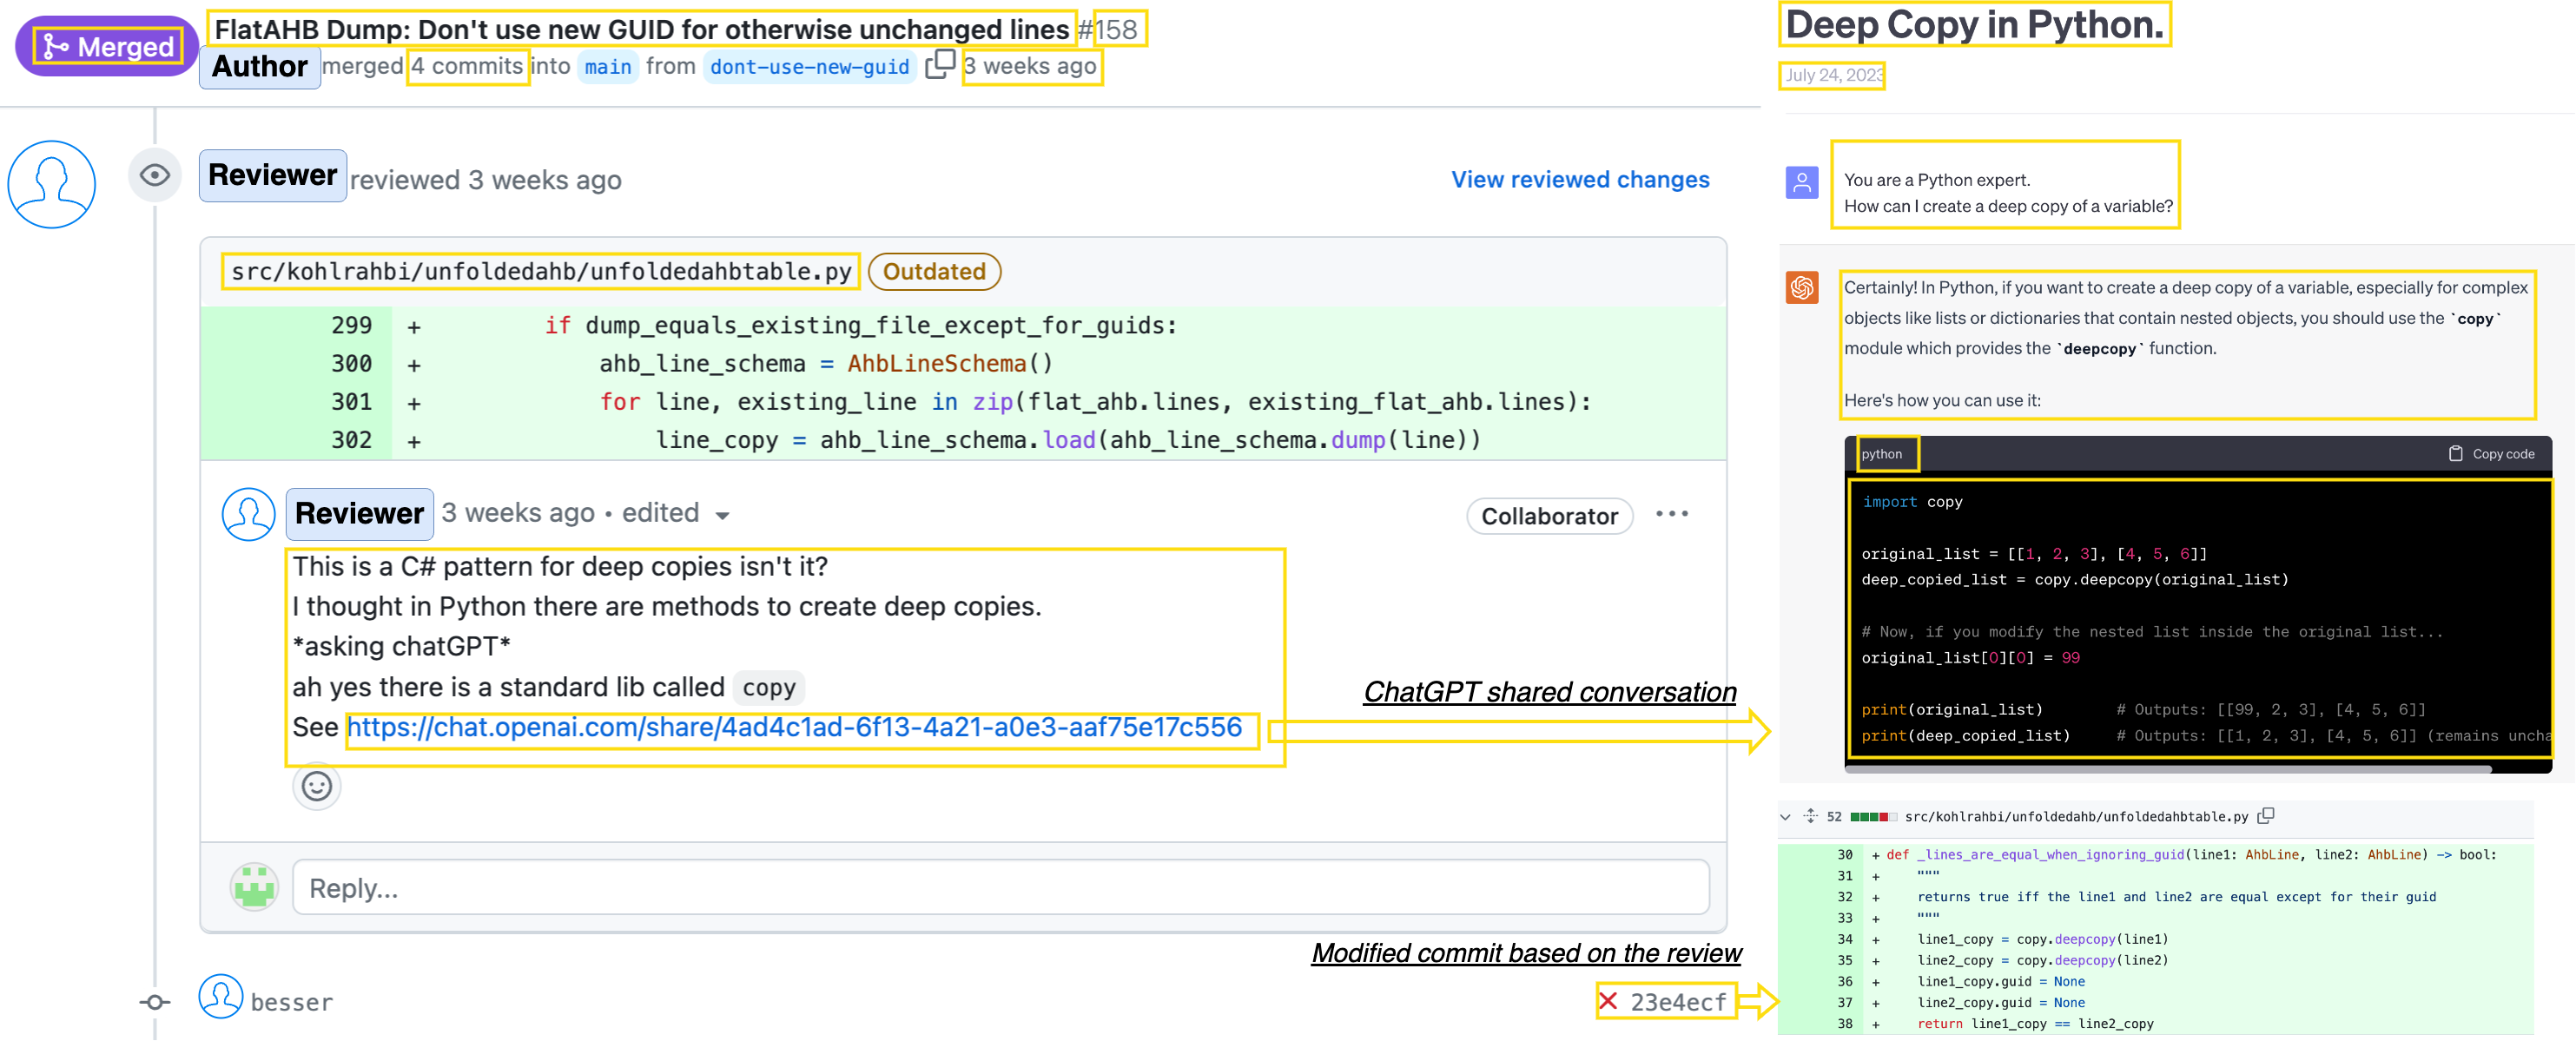 Merged
FlatAHB Dump: Don't use new GUID for otherwise unchanged lines #158
Author merged 4 commits into main from dont-use-new-guid 3 weeks ago
Reviewer reviewed 3 weeks ago
View reviewed changes
src/kohlrahbi/unfoldedahb/unfoldedahbtable.py Outdated
299 + if dump_equals_existing_file_except_for_guids:
300 + ahb_line_schema = AhbLineSchema()
301 + for line, existing_line in zip(flat_ahb.lines, existing_flat_ahb.lines):
302 + line_copy = ahb_line_schema.load(ahb_line_schema.dump(line))
Reviewer 3 weeks ago • edited
Collaborator ...
This is a C# pattern for deep copies isn't it?
I thought in Python there are methods to create deep copies.
*asking chatGPT*
ah yes there is a standard lib called copy
See https://chat.openai.com/share/4ad4c1ad-6f13-4a21-a0e3-aaf75e17c556
Reply...
ChatGPT shared conversation
Modified commit based on the review
besser
23e4ecf
Deep Copy in Python.
July 24, 2023
You are a Python expert.
How can I create a deep copy of a variable?
Certainly! In Python, if you want to create a deep copy of a variable, especially for complex
objects like lists or dictionaries that contain nested objects, you should use the `copy`
module which provides the `deepcopy` function.
Here's how you can use it:
python
Copy code
import copy
original_list = [[1, 2, 3], [4, 5, 6]]
deep_copied_list = copy.deepcopy(original_list)
# Now, if you modify the nested list inside the original list...
original_list[0][0] = 99
print(original_list) # Outputs: [[99, 2, 3], [4, 5, 6]]
print(deep_copied_list) # Outputs: [[1, 2, 3], [4, 5, 6]] (remains uncha
52 src/kohlrahbi/unfoldedahb/unfoldedahbtable.py
30 + def _lines_are_equal_when_ignoring_guid(line1: AhbLine, line2: AhbLine) -> bool:
31 + """
32 + returns true iff the line1 and line2 are equal except for their guid
33 + """
34 + line1_copy = copy.deepcopy(line1)
35 + line2_copy = copy.deepcopy(line2)
36 + line1_copy.guid = None
37 + line2_copy.guid = None
38 + return line1_copy == line2_copy